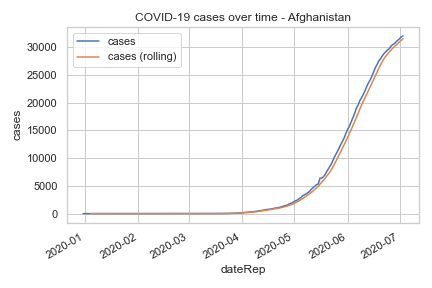 COVID-19 cases over time - Afghanistan
cases
cases (rolling)
30000
25000
20000
15000
10000
5000
0
cases
2020-01
2020-02
2020-03
2020-04
2020-05
2020-06
2020-07
dateRep